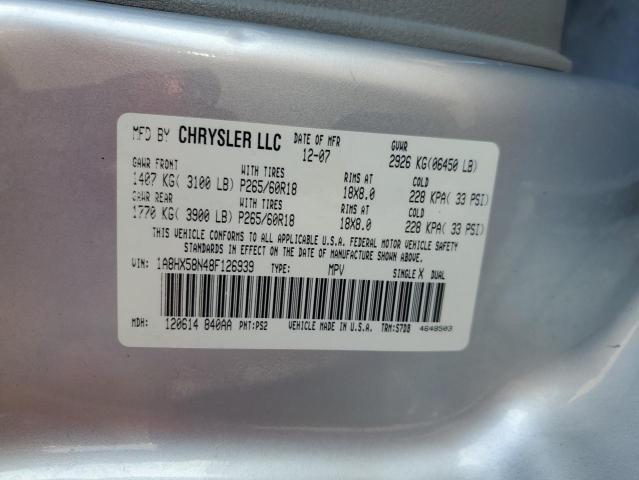 MFD BY CHRYSLER LLC DATE OF MFR GVWR
12-07 2926 KG(06450 LB)
GAWR FRONT WITH TIRES RIMS AT COLD
1407 KG( 3100 LB) P265/60R18 18X8.0 228 KPA( 33 PSI)
GAWR REAR WITH TIRES RIMS AT COLD
1770 KG( 3900 LB) P265/60R18 18X8.0 228 KPA( 33 PSI)
THIS VEHICLE CONFORMS TO ALL APPLICABLE U.S.A. FEDERAL MOTOR VEHICLE SAFETY
STANDARDS IN EFFECT ON THE DATE OF MANUFACTURE SHOWN ABOVE.
VIN: 1A8HX58N48F126939 TYPE: MPV SINGLE X DUAL
MDH: 120614 840AA PNT:PS2 VEHICLE MADE IN U.S.A. TRM:S7DB 4648503